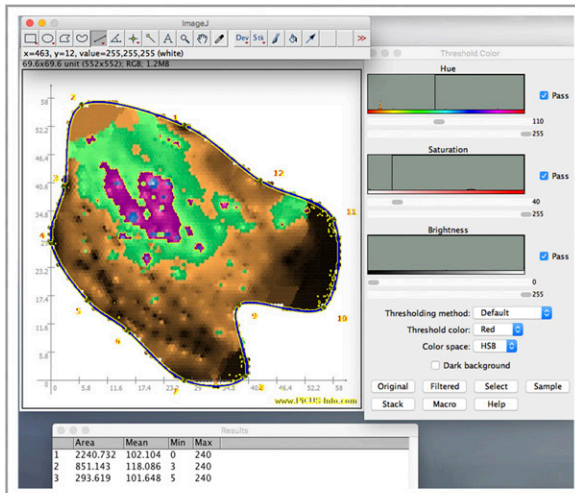 ImageJ
Dev Stk >>
x=463, y=12, value=255,255,255 (white)
69.6x69.6 unit (552x552); RGB; 1.2MB
58
52.2
46.4
40.6
34.8
29
23.2
17.4
11.6
5.8
0
0 5.8 11.6 17.4 23.2 29 34.8 40.6 46.4 52.2 58
1
2
3
4
5
6
7
9
10
11
12
www.PiCUS-Info.com
Threshold Color
Hue
Pass
110
255
Saturation
Pass
40
255
Brightness
Pass
0
255
Thresholding method: Default
Threshold color: Red
Color space: HSB
Dark background
Original Filtered Select Sample
Stack Macro Help
Results
Area Mean Min Max
1 2240.732 102.104 0 240
2 851.143 118.086 3 240
3 293.619 101.648 5 240